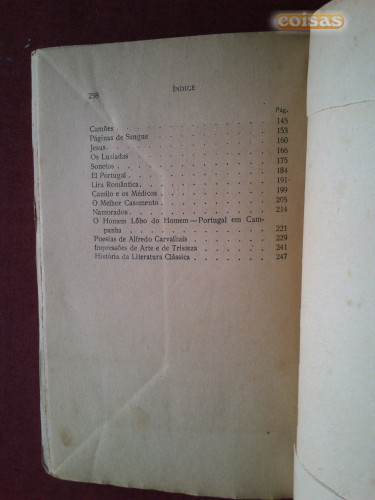 coisas
258
ÍNDICE
Pág.
Camões 145
Páginas de Sangue 153
Jesus 160
Os Lusíadas 166
Sonetos 175
El Portugal 184
Lira Romântica 191
Camilo e os Médicos 199
O Melhor Casamento 205
Namorados 214
O Homem Lôbo do Homem — Portugal em Cam-
panha 221
Poesias de Alfredo Carvalhais 229
Impressões de Arte e de Tristeza 241
História da Literatura Clássica 247